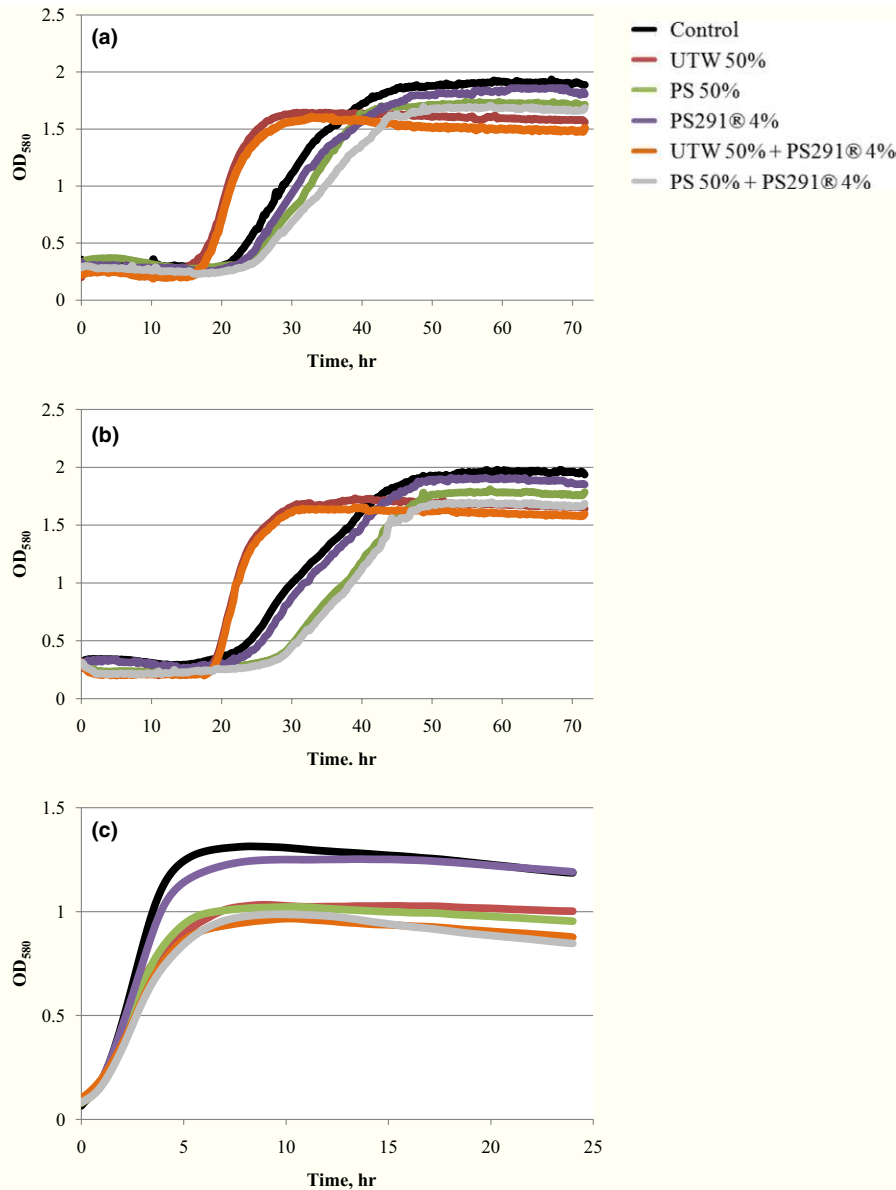 (a)
2.5
2
1.5
1
0.5
0
OD580
0 10 20 30 40 50 60 70
Time, hr
Control
UTW 50%
PS 50%
PS291® 4%
UTW 50% + PS291® 4%
PS 50% + PS291® 4%
(b)
2.5
2
1.5
1
0.5
0
OD580
0 10 20 30 40 50 60 70
Time. hr
(c)
1.5
1
0.5
0
OD580
0 5 10 15 20 25
Time, hr